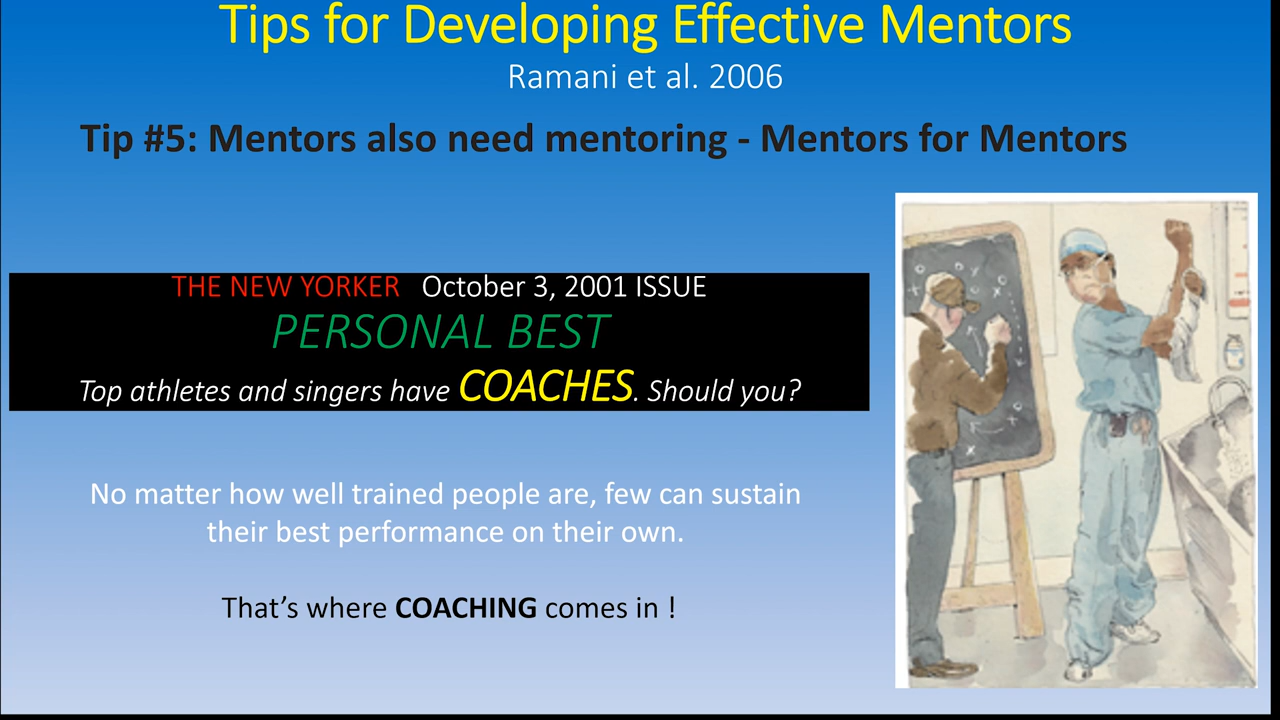 Tips for Developing Effective Mentors
Ramani et al. 2006
Tip #5: Mentors also need mentoring - Mentors for Mentors
THE NEW YORKER October 3, 2001 ISSUE
PERSONAL BEST
Top athletes and singers have COACHES. Should you?
No matter how well trained people are, few can sustain
their best performance on their own.
That's where COACHING comes in !